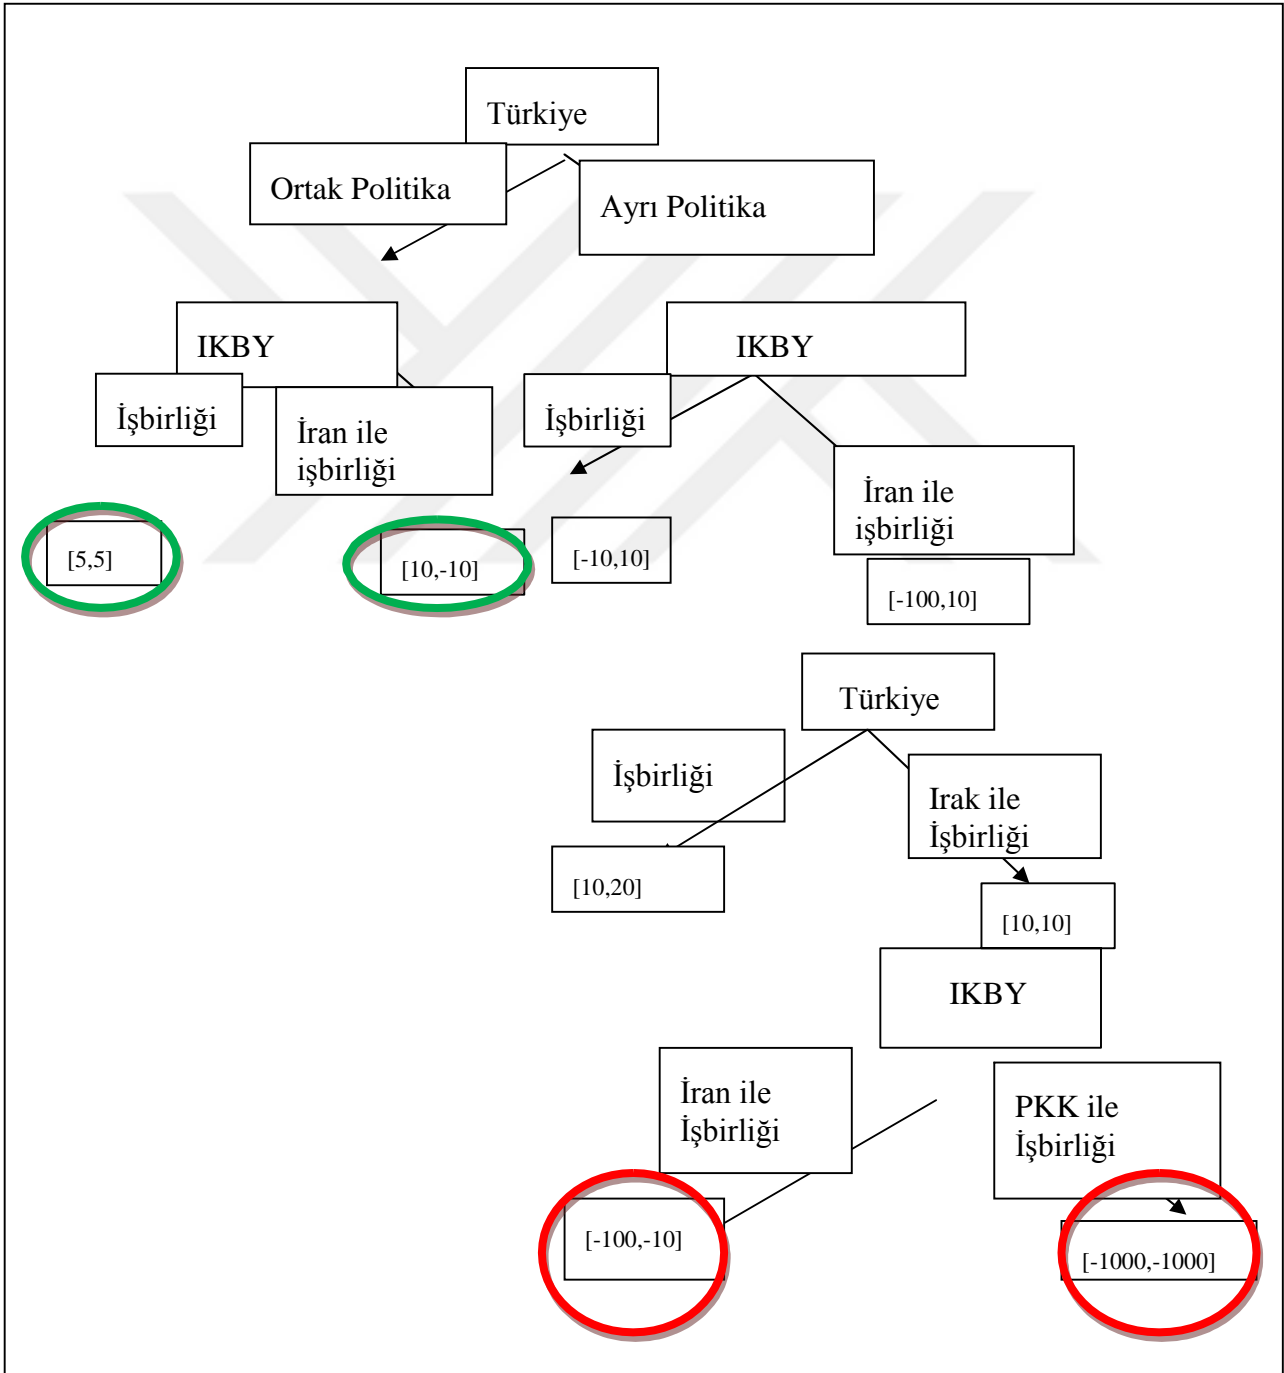 Türkiye
Ortak Politika
Ayrı Politika
IKBY
IKBY
İşbirliği
İran ile
işbirliği
İşbirliği
İran ile
işbirliği
[5,5]
[10,-10]
[-10,10]
[-100,10]
Türkiye
İşbirliği
Irak ile
İşbirliği
[10,20]
[10,10]
IKBY
İran ile
İşbirliği
PKK ile
İşbirliği
[-100,-10]
[-1000,-1000]